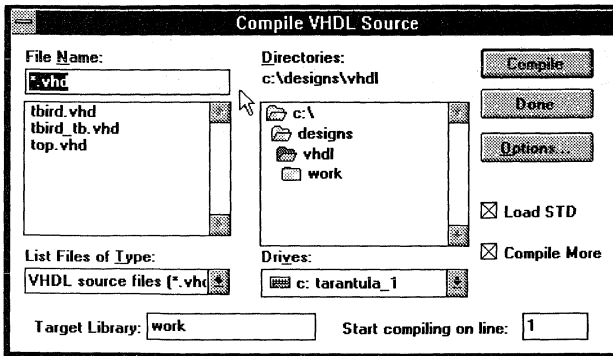 Compile VHDL Source
File Name:
*.vhd
tbird.vhd
tbird_tb.vhd
top.vhd
List Files of Type:
VHDL source files (*.vhd
Directories:
c:\designs\vhdl
c:\
designs
vhdl
work
Drives:
c: tarantula_1
Compile
Done
Options...
Load STD
Compile More
Target Library: work
Start compiling on line: 1